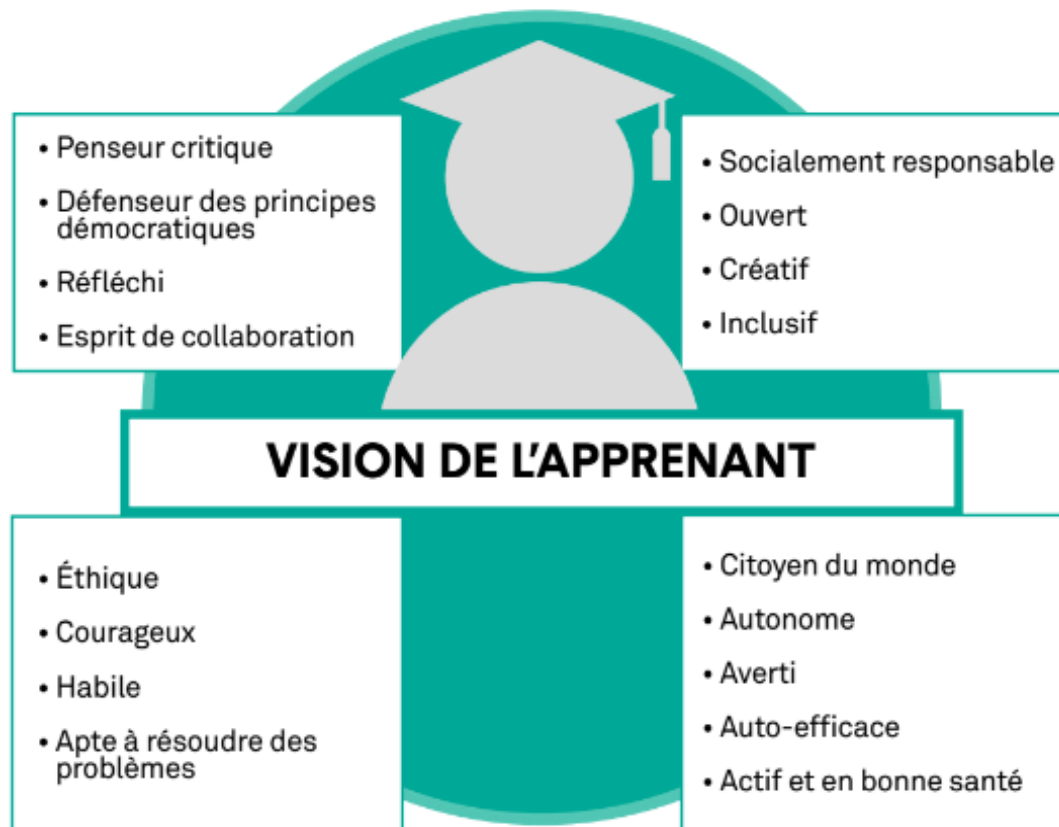 • Penseur critique
• Défenseur des principes
démocratiques
• Réfléchi
• Esprit de collaboration
• Socialement responsable
• Ouvert
• Créatif
• Inclusif
VISION DE L'APPRENANT
• Éthique
• Courageux
• Habile
• Apte à résoudre des
problèmes
• Citoyen du monde
• Autonome
• Averti
• Auto-efficace
• Actif et en bonne santé